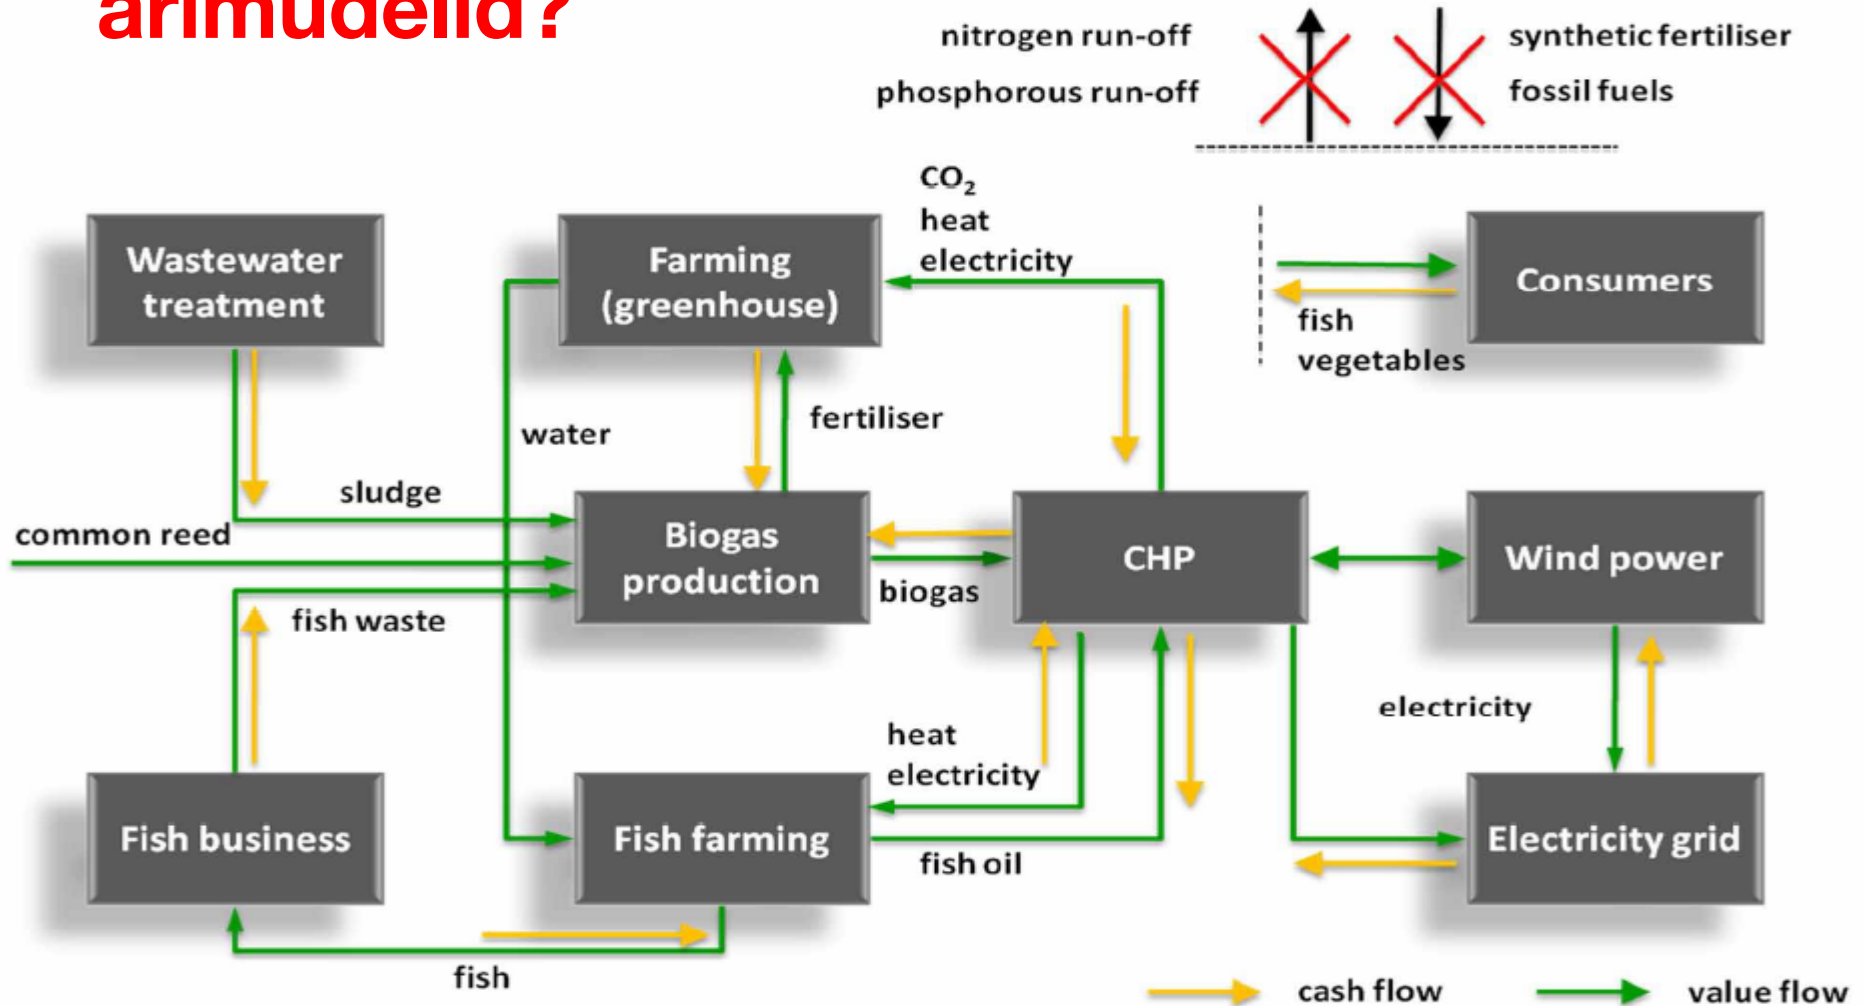 ärimudelid?
nitrogen run-off
phosphorous run-off
synthetic fertiliser
fossil fuels
CO₂
heat
electricity
Wastewater
treatment
Farming
(greenhouse)
Consumers
fish
vegetables
water
fertiliser
sludge
common reed
Biogas
production
CHP
Wind power
biogas
fish waste
heat
electricity
electricity
Fish business
Fish farming
Electricity grid
fish oil
fish
cash flow
value flow